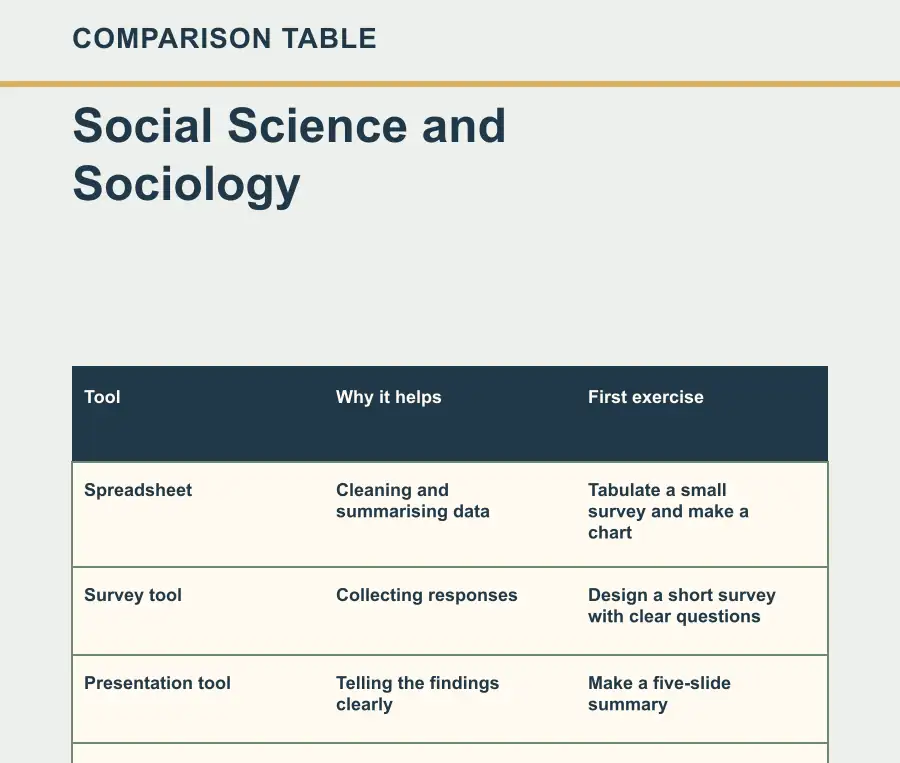 COMPARISON TABLE
Social Science and
Sociology
Tool
Why it helps
First exercise
Spreadsheet
Cleaning and
summarising data
Tabulate a small
survey and make a
chart
Survey tool
Collecting responses
Design a short survey
with clear questions
Presentation tool
Telling the findings
clearly
Make a five-slide
summary